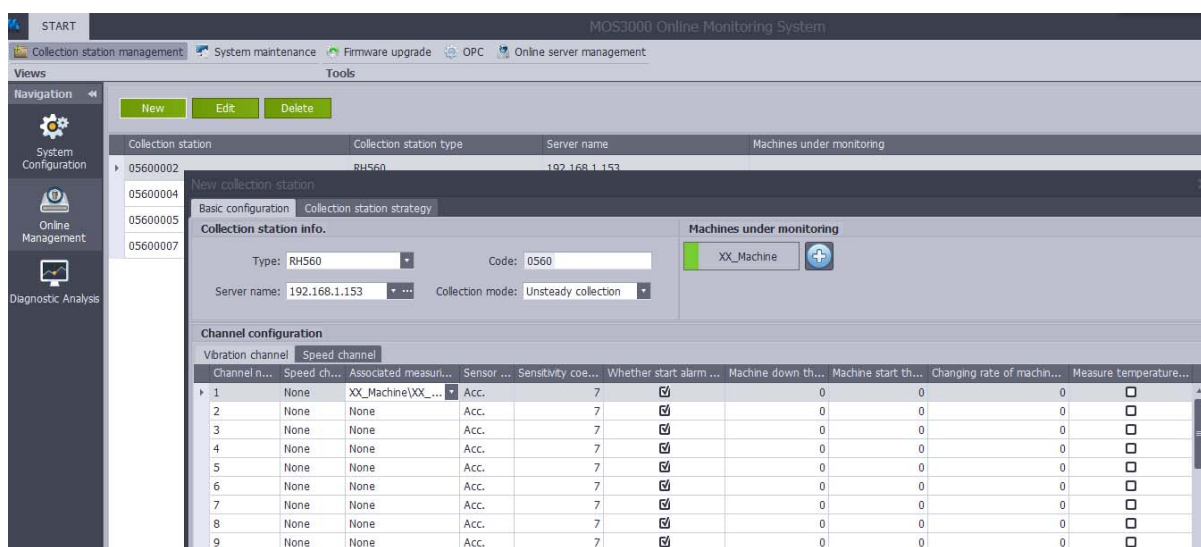 START
MOS3000 Online Monitoring System
Collection station management System maintenance Firmware upgrade OPC Online server management
Views Tools
Navigation
New Edit Delete
System
Configuration
Collection station Collection station type Server name Machines under monitoring
05600002 RH560 192.168.1.153
05600004
05600005
05600007
Online
Management
Diagnostic Analysis
New collection station
Basic configuration Collection station strategy
Collection station info. Machines under monitoring
Type: RH560 Code: 0560 XX_Machine
Server name: 192.168.1.153 ... Collection mode: Unsteady collection
Channel configuration
Vibration channel Speed channel
Channel n... Speed ch... Associated measuri... Sensor ... Sensitivity coe... Whether start alarm ... Machine down th... Machine start th... Changing rate of machin... Measure temperature...
1 None XX_Machine\XX_... Acc. 7 0 0 0
2 None None Acc. 7 0 0 0
3 None None Acc. 7 0 0 0
4 None None Acc. 7 0 0 0
5 None None Acc. 7 0 0 0
6 None None Acc. 7 0 0 0
7 None None Acc. 7 0 0 0
8 None None Acc. 7 0 0 0
9 None None Acc. 7 0 0 0